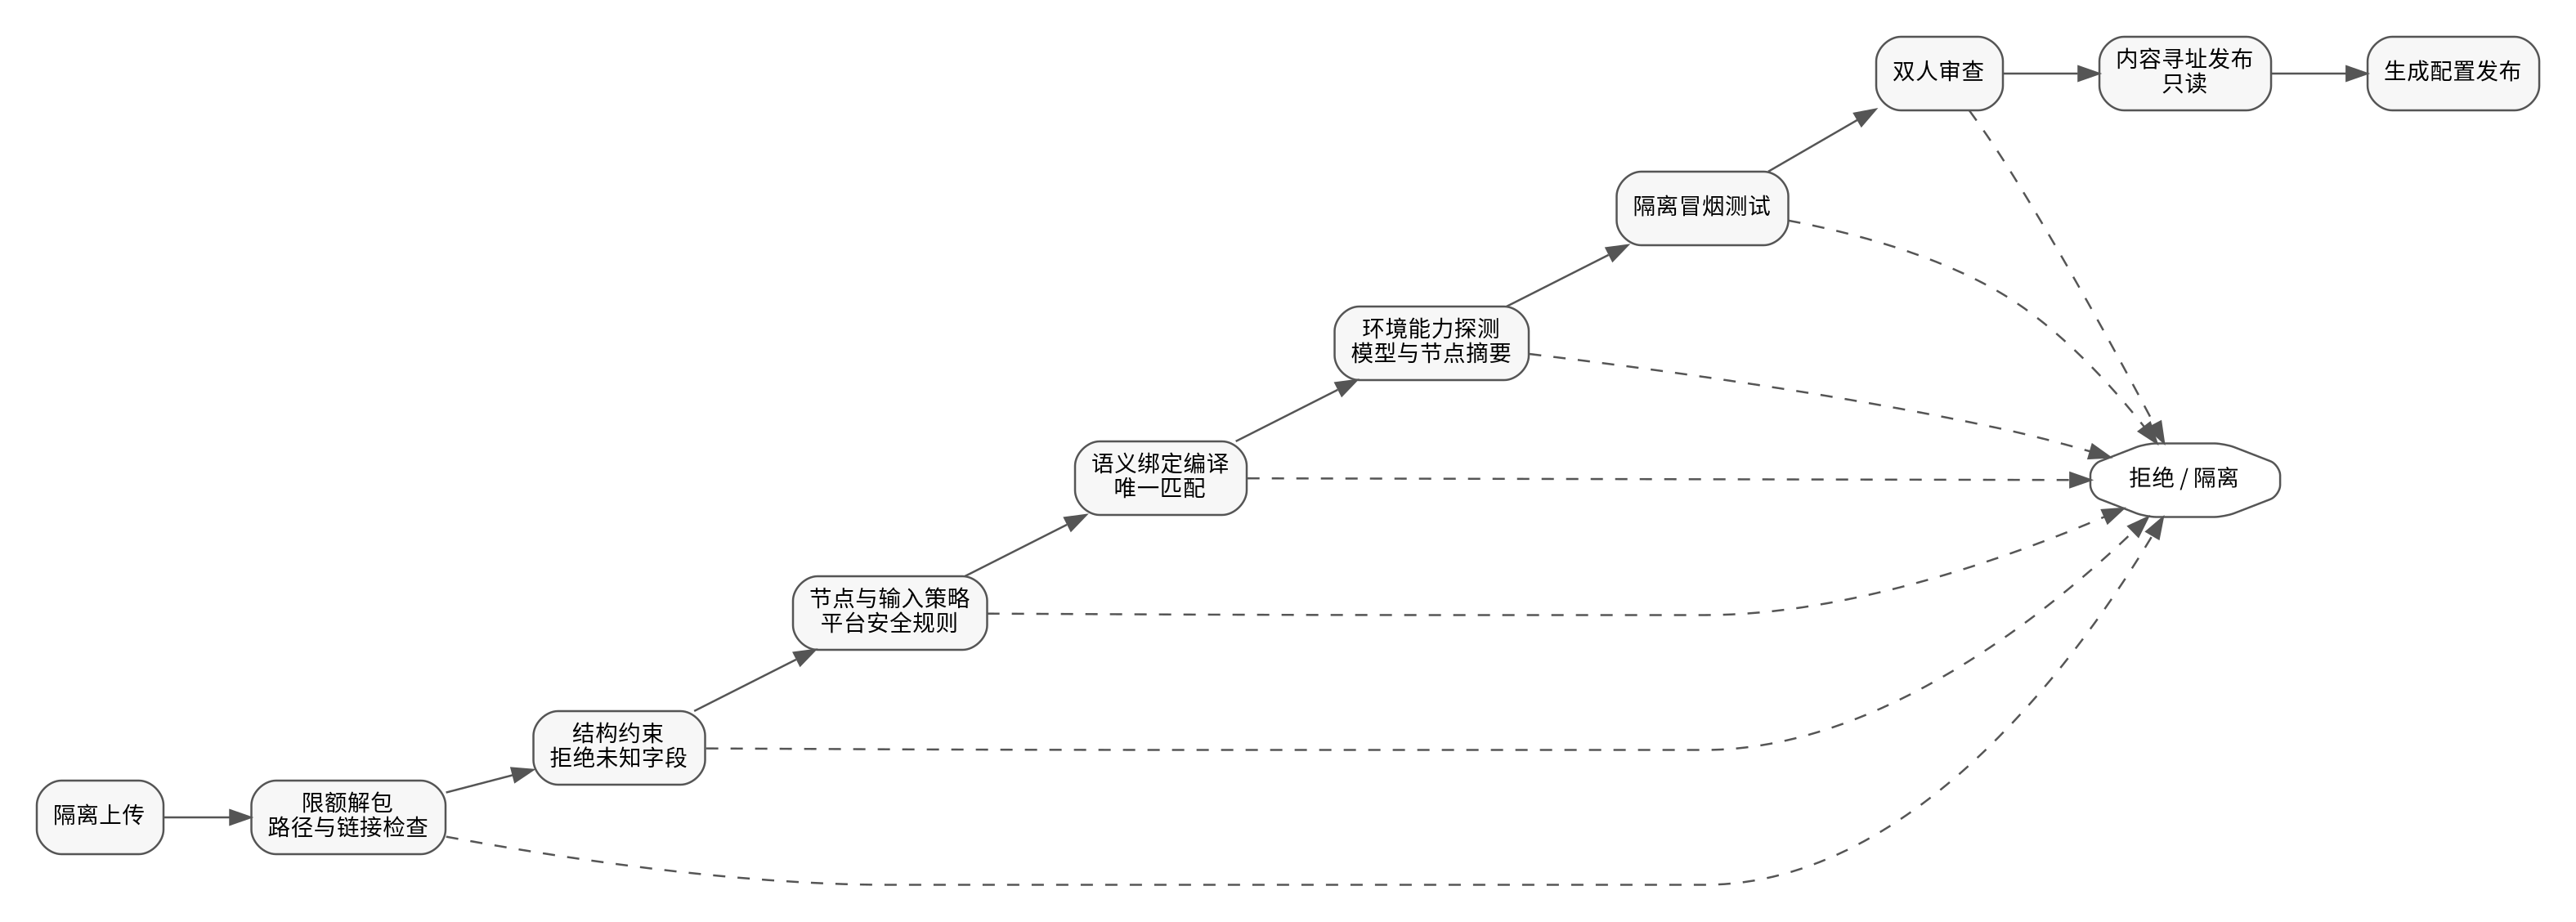 隔离上传
限额解包
路径与链接检查
结构约束
拒绝未知字段
节点与输入策略
平台安全规则
语义绑定编译
唯一匹配
环境能力探测
模型与节点摘要
隔离冒烟测试
双人审查
内容寻址发布
只读
生成配置发布
拒绝 / 隔离